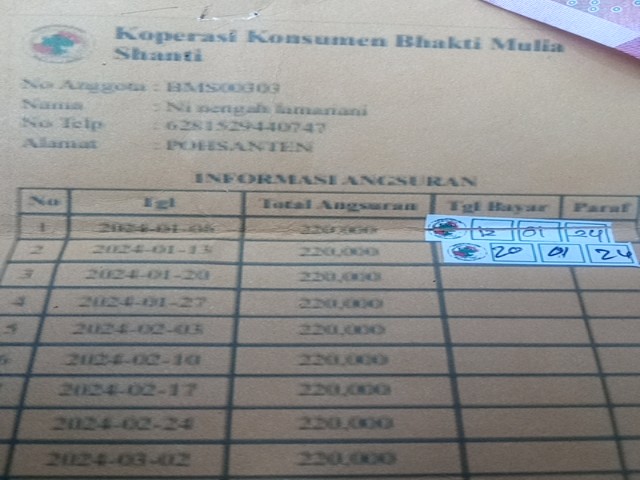 Koperasi Konsumen Bhakti Mulia
Shanti
No Anggota : BMS00303
Nama : Ni nengah lamariani
No Telp : 6281529440747
Alamat : POHSANTEN
INFORMASI ANGSURAN
No Tgl Total Angsuran Tgl Bayar Paraf
1 2024-01-06 220,000 12 01 24
2 2024-01-13 220,000 20 01 24
3 2024-01-20 220,000
4 2024-01-27 220,000
5 2024-02-03 220,000
6 2024-02-10 220,000
2024-02-17 220,000
2024-02-24 220,000
2024-03-02 220,000